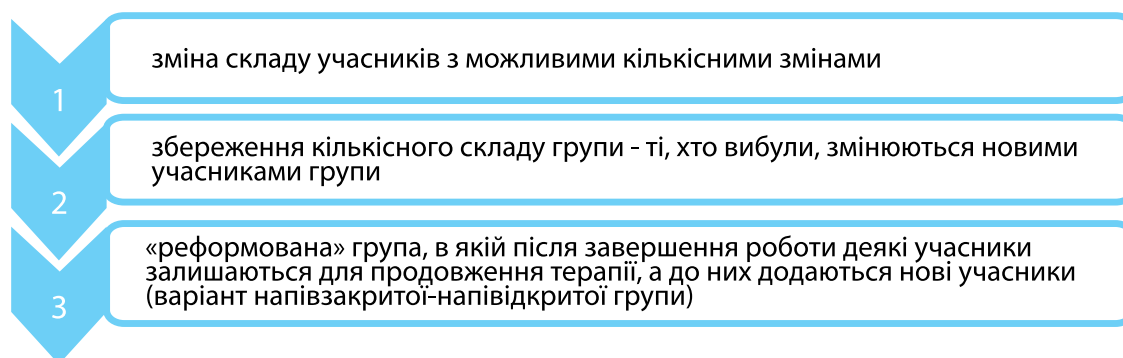 1
зміна складу учасників з можливими кількісними змінами
2
збереження кількісного складу групи - ті, хто вибули, змінюються новими
учасниками групи
3
«реформована» група, в якій після завершення роботи деякі учасники
залишаються для продовження терапії, а до них додаються нові учасники
(варіант напівзакритої-напіввідкритої групи)